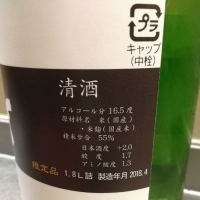 プラ
キャップ
(中栓)
清酒
アルコール分 16.5度
原材料名 米(国産)
・米麹(国産米)
精米歩合 55%
日本酒度 +2.0
酸度 1.7
アミノ酸度 1.3
限定品
1.8L詰 製造年月 2018.4